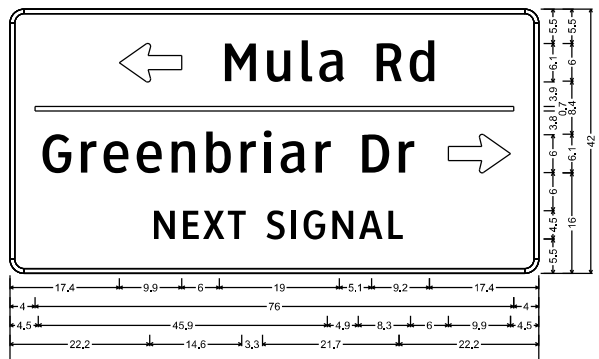 Mula Rd
Greenbriar Dr
NEXT SIGNAL
5.5 6.1 3.9 3.8 6 6 4.5 5.5
5.5 6 0.7 8.4 6.1 16
42
17.4 9.9 6 19 5.1 9.2 17.4
4 76 4
4.5 45.9 4.9 8.3 6 9.9 4.5
22.2 14.6 3.3 21.7 22.2